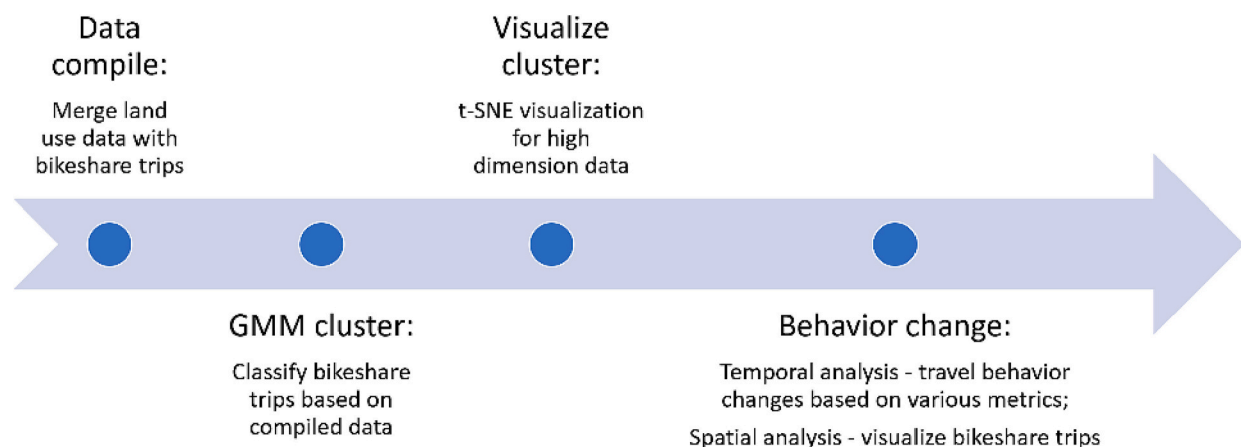 Data
compile:
Merge land
use data with
bikeshare trips
GMM cluster:
Classify bikeshare
trips based on
compiled data
Visualize
cluster:
t-SNE visualization
for high
dimension data
Behavior change:
Temporal analysis - travel behavior
changes based on various metrics;
Spatial analysis - visualize bikeshare trips